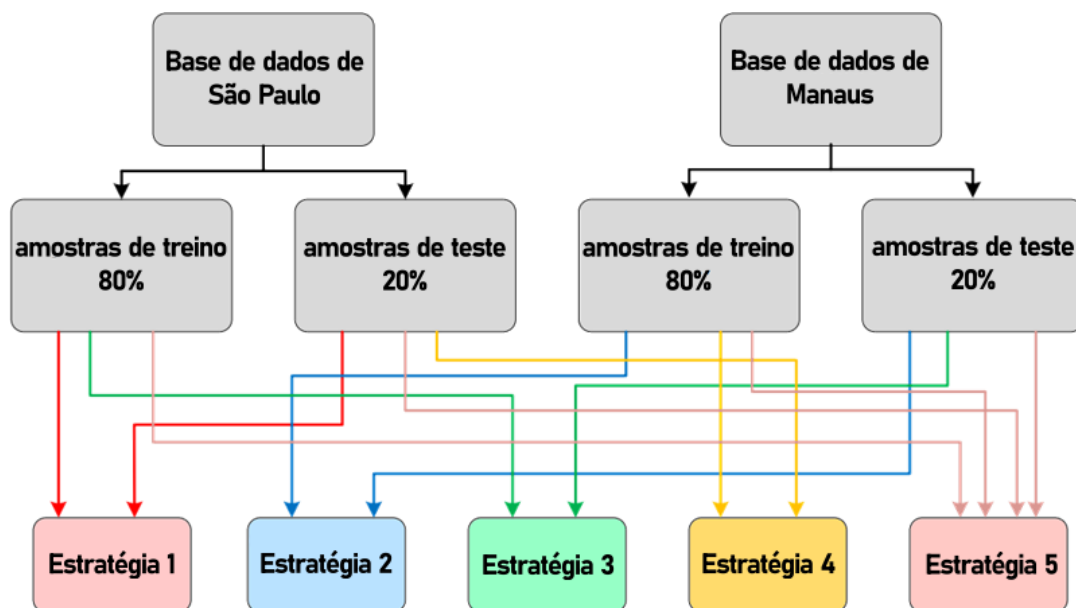 Base de dados de
São Paulo
Base de dados de
Manaus
amostras de treino
80%
amostras de teste
20%
amostras de treino
80%
amostras de teste
20%
Estratégia 1
Estratégia 2
Estratégia 3
Estratégia 4
Estratégia 5